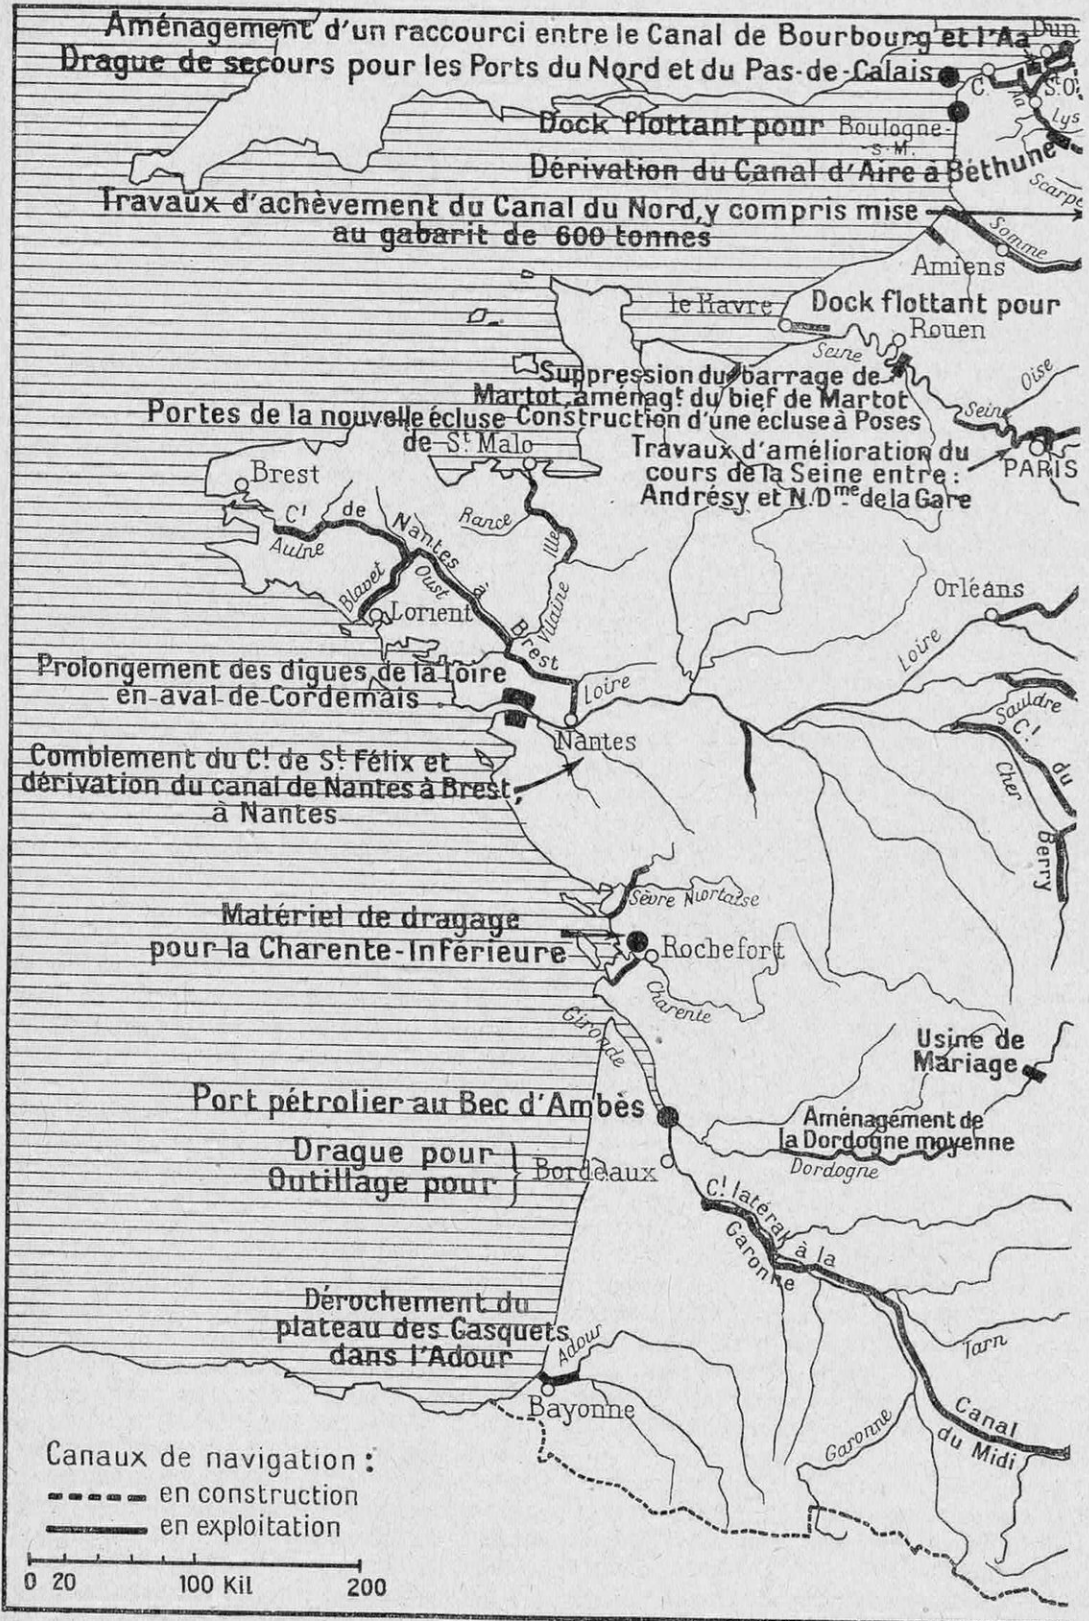 Aménagement d'un raccourci entre le Canal de Bourbourg et l'Aa
Dun
Drague de secours pour les Ports du Nord et du Pas-de-Calais
C.
Aa
St O.
Dock flottant pour Boulogne-
s.M.
Lys
Dérivation du Canal d'Aire à Béthune
Scarpe
Travaux d'achèvement du Canal du Nord, y compris mise
au gabarit de 600 tonnes
Somme
Amiens
le Havre
Dock flottant pour
Rouen
Seine
Oise
Suppression du barrage de
Martot, aménagt du bief de Martot
Seine
Portes de la nouvelle écluse
de St Malo
Construction d'une écluse à Poses
Travaux d'amélioration du
cours de la Seine entre :
Andrésy et N. Dme de la Gare
PARIS
Brest
Cl de Nantes à Brest
Aulne
Rance
Ille
Blavet
Oust
Vilaine
Lorient
Orléans
Loire
Prolongement des digues de la Loire
en aval de Cordemais
Loire
Sauldre
Nantes
Cl du Berry
Cher
Comblement du Cl de St Félix et
dérivation du canal de Nantes à Brest,
à Nantes
Sèvre Niortaise
Matériel de dragage
pour la Charente-Inférieure
Rochefort
Charente
Gironde
Usine de
Mariage
Port pétrolier au Bec d'Ambès
Aménagement de
la Dordogne moyenne
Dordogne
Drague pour
Outillage pour
Bordeaux
Cl latéral à la
Garonne
Dérochement du
plateau des Casquets
dans l'Adour
Adour
Tarn
Bayonne
Garonne
Canal
du Midi
Canaux de navigation :
en construction
en exploitation
0 20 100 Kil 200